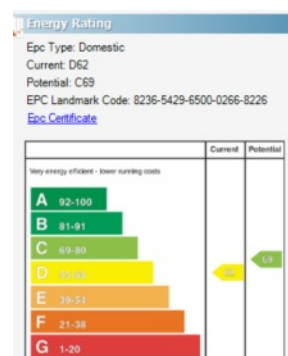 Energy Rating
Epc Type: Domestic
Current: D62
Potential: C69
EPC Landmark Code: 8236-5429-6500-0266-8226
Epc Certificate
Current Potential
Very energy efficient - lower running costs
A 92-100
B 81-91
C 69-80
D
69
E 39-54
F 21-38
G 1-20